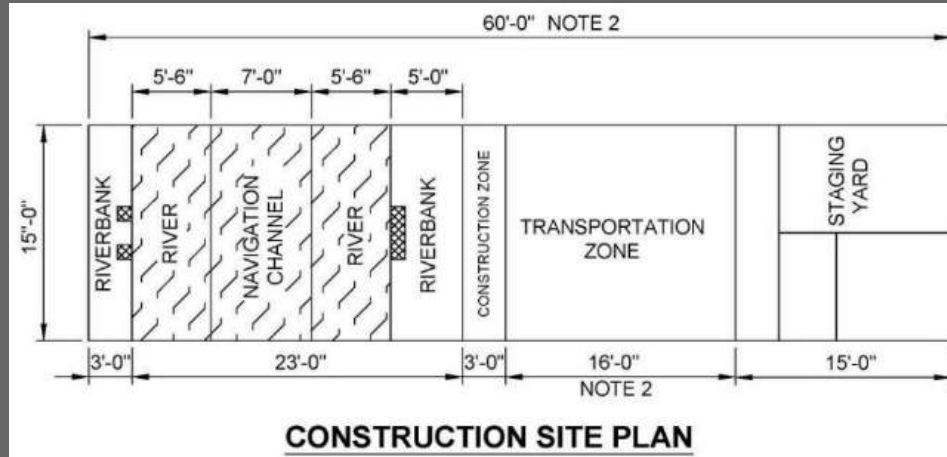 60'-0" NOTE 2
5'-6" 7'-0" 5'-6" 5'-0"
15"-0"
RIVERBANK
RIVER
NAVIGATION
CHANNEL
RIVER
RIVERBANK
CONSTRUCTION ZONE
TRANSPORTATION
ZONE
STAGING
YARD
3'-0" 23'-0" 3'-0" 16'-0" 15'-0"
NOTE 2
CONSTRUCTION SITE PLAN